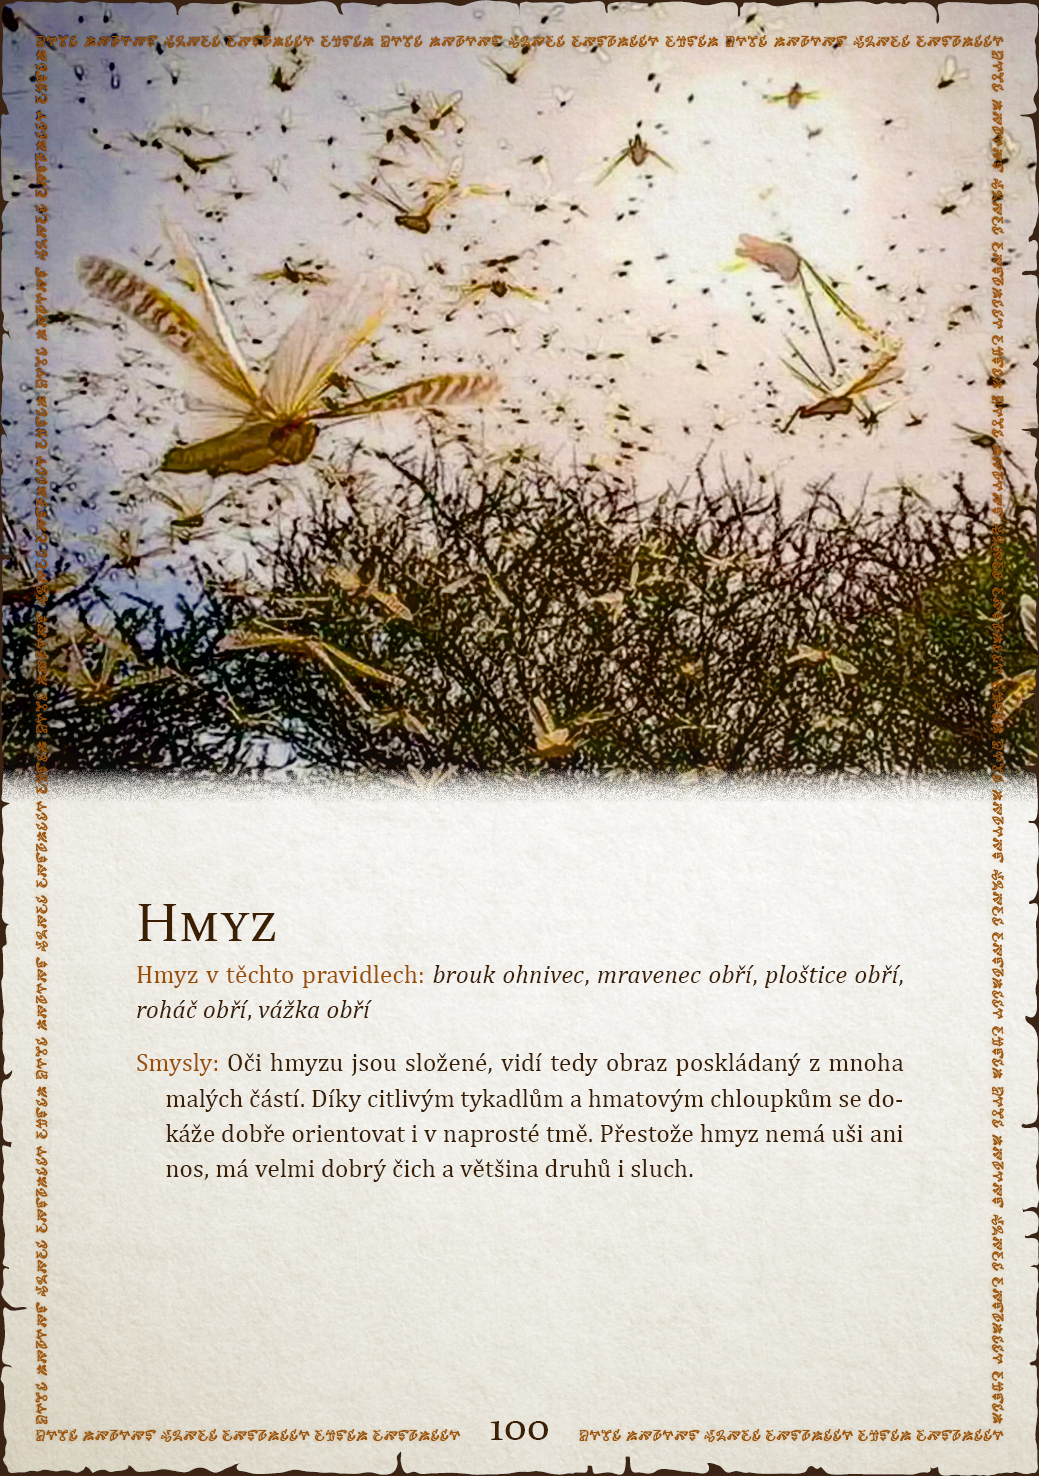 Hmyz
Hmyz v těchto pravidlech: brouk ohnivec, mravenec obří, ploštice obří,
roháč obří, vážka obří
Smysly: Oči hmyzu jsou složené, vidí tedy obraz poskládaný z mnoha
malých částí. Díky citlivým tykadlům a hmatovým chloupkům se do-
káže dobře orientovat i v naprosté tmě. Přestože hmyz nemá uši ani
nos, má velmi dobrý čich a většina druhů i sluch.
100